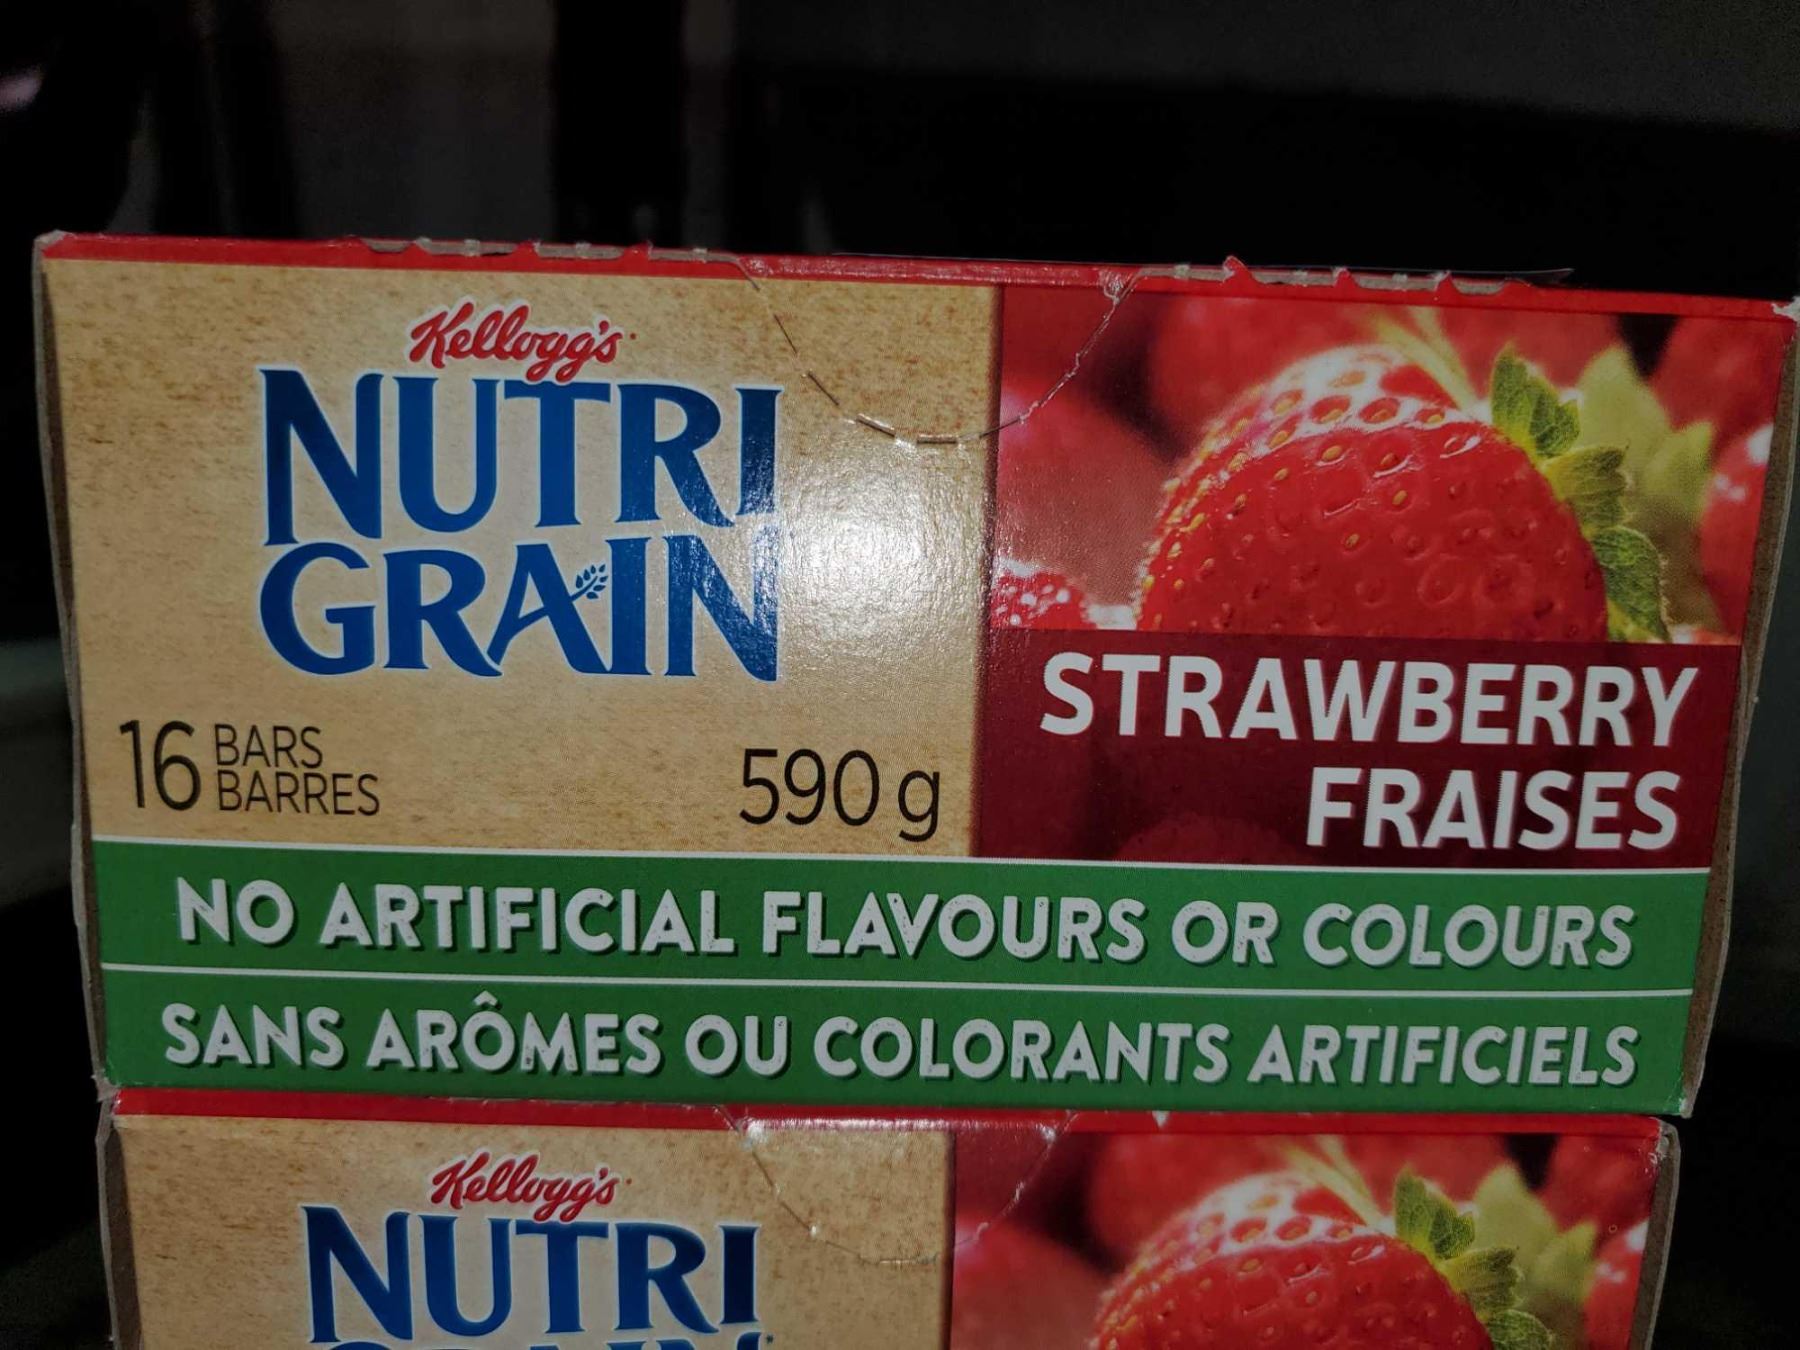 Kellogg's
NUTRI
GRAIN
16 BARS
BARRES
590 g
STRAWBERRY
FRAISES
NO ARTIFICIAL FLAVOURS OR COLOURS
SANS ARÔMES OU COLORANTS ARTIFICIELS
Kellogg's
NUTRI